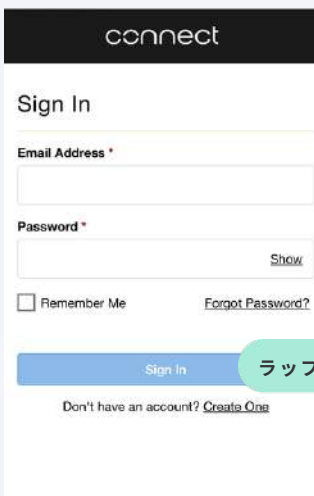 connect
Sign In
Email Address *
Password *
Show
Remember Me Forgot Password?
Sign In
ラップ
Don't have an account? Create One